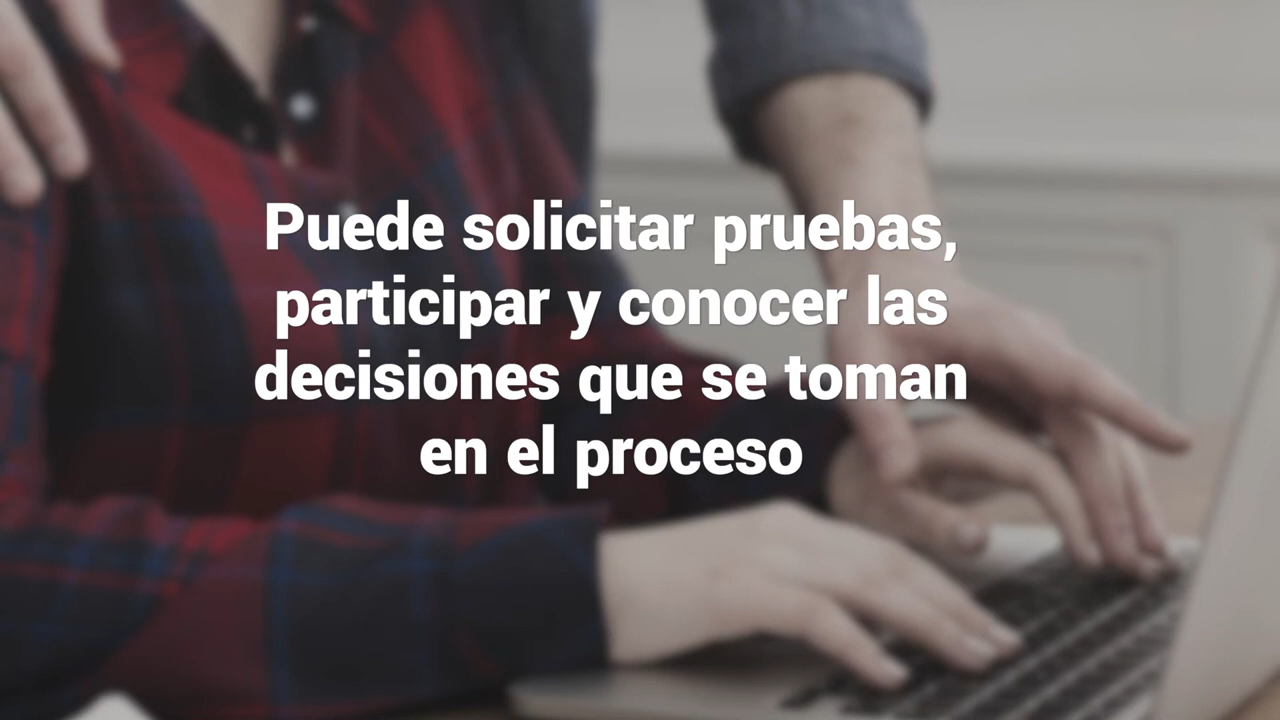 Puede solicitar pruebas,
participar y conocer las
decisiones que se toman
en el proceso